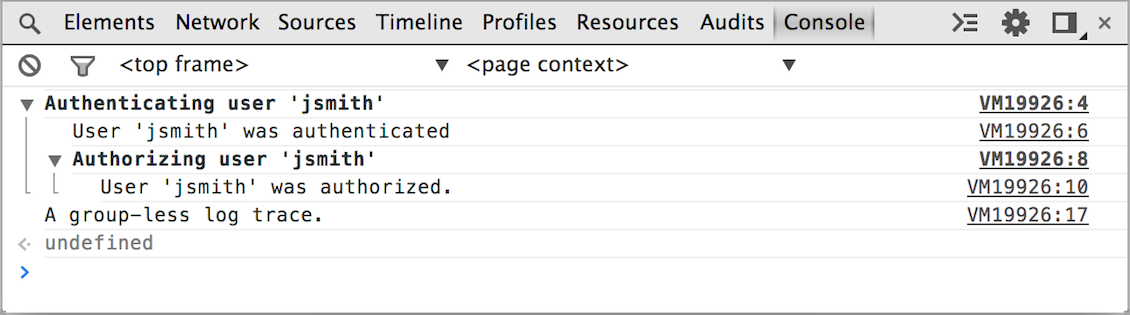 Elements Network Sources Timeline Profiles Resources Audits Console
<top frame> <page context>
Authenticating user 'jsmith' VM19926:4
User 'jsmith' was authenticated VM19926:6
Authorizing user 'jsmith' VM19926:8
User 'jsmith' was authorized. VM19926:10
A group-less log trace. VM19926:17
undefined